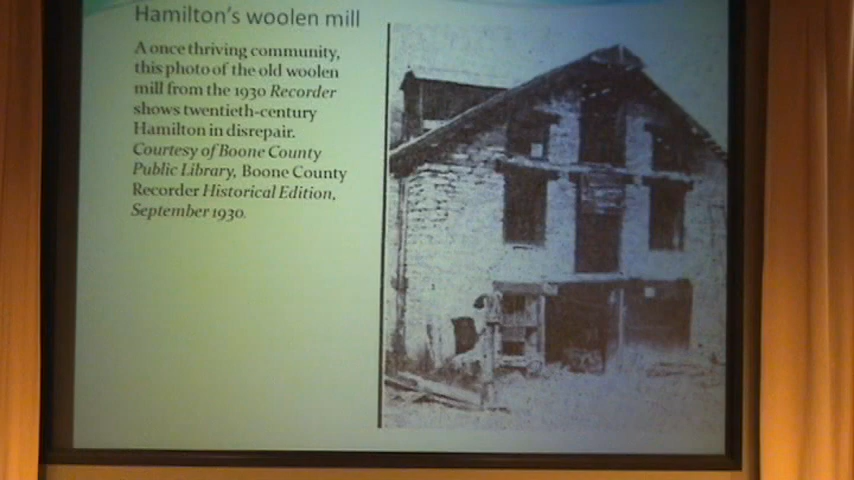 Hamilton's woolen mill
A once thriving community,
this photo of the old woolen
mill from the 1930 Recorder
shows twentieth-century
Hamilton in disrepair.
Courtesy of Boone County
Public Library, Boone County
Recorder Historical Edition,
September 1930.